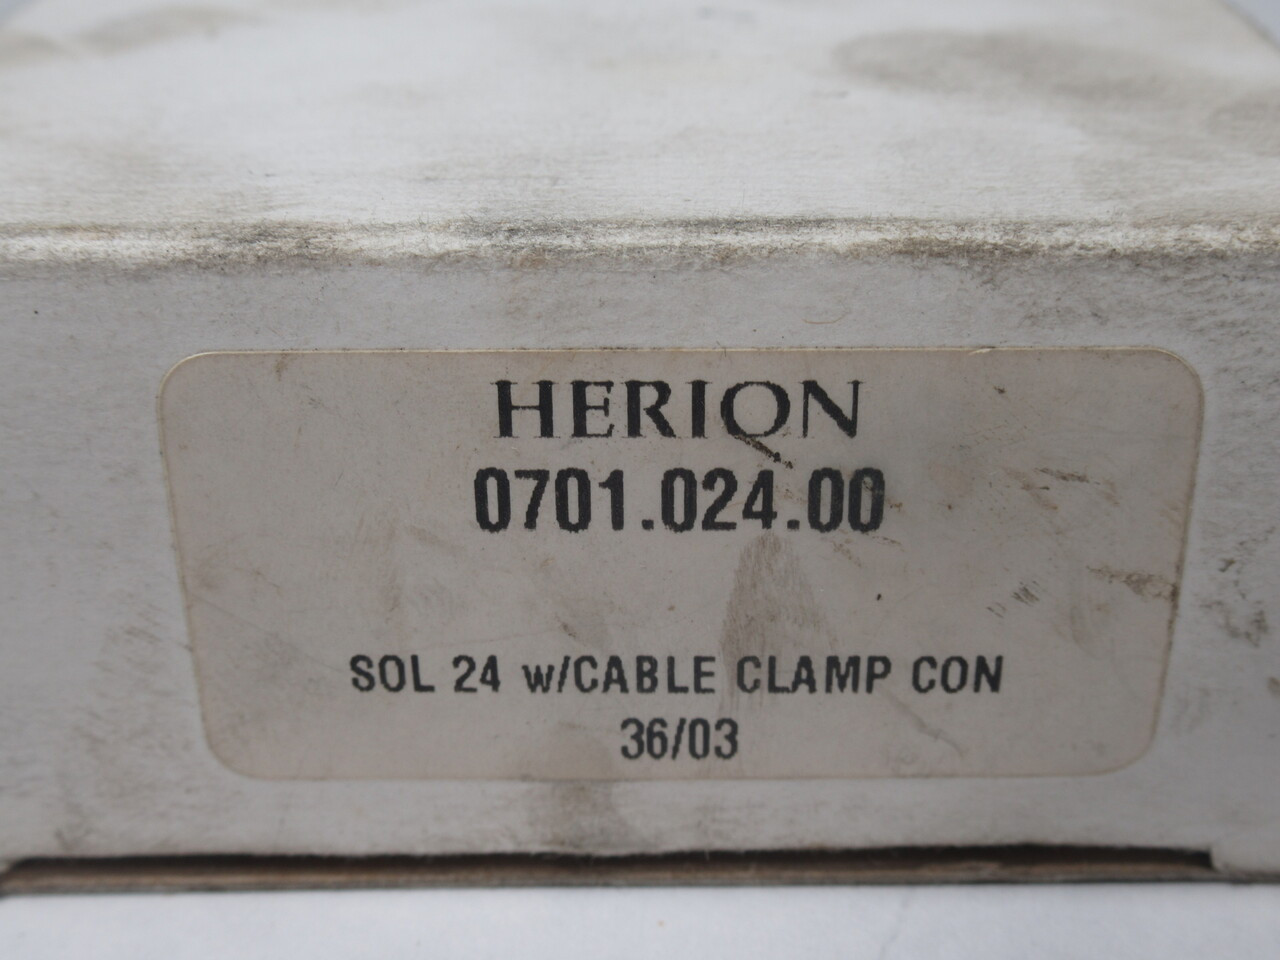 HERION
0701.024.00
SOL 24 w/CABLE CLAMP CON
36/03